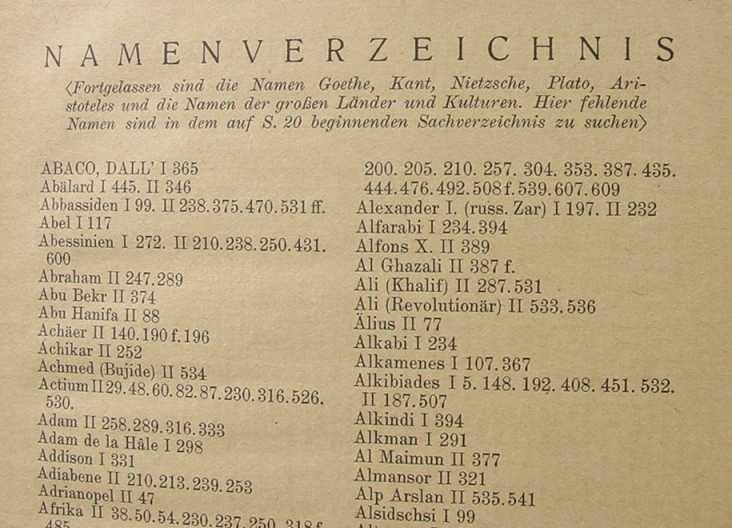 NAMENVERZEICHNIS
⟨Fortgelassen sind die Namen Goethe, Kant, Nietzsche, Plato, Ari-
stoteles und die Namen der großen Länder und Kulturen. Hier fehlende
Namen sind in dem auf S. 20 beginnenden Sachverzeichnis zu suchen⟩
ABACO, DALL' I 365
Abälard I 445. II 346
Abbassiden I 99. II 238. 375. 470. 531 ff.
Abel I 117
Abessinien I 272. II 210. 238. 250. 431.
600
Abraham II 247. 289
Abu Bekr II 374
Abu Hanifa II 88
Achäer II 140. 190 f. 196
Achikar II 252
Achmed (Bujide) II 534
Actium II 29. 48. 60. 82. 87. 230. 316. 526.
530.
Adam II 258. 289. 316. 333
Adam de la Hâle I 298
Addison I 331
Adiabene II 210. 213. 239. 253
Adrianopel II 47
Afrika II 38. 50. 54. 230. 237. 250. 318 f.
485
200. 205. 210. 257. 304. 353. 387. 435.
444. 476. 492. 508 f. 539. 607. 609
Alexander I. (russ. Zar) I 197. II 232
Alfarabi I 234. 394
Alfons X. II 389
Al Ghazali II 387 f.
Ali (Khalif) II 287. 531
Ali (Revolutionär) II 533. 536
Älius II 77
Alkabi I 234
Alkamenes I 107. 367
Alkibiades I 5. 148. 192. 408. 451. 532.
II 187. 507
Alkindi I 394
Alkman I 291
Al Maimun II 377
Almansor II 321
Alp Arslan II 535. 541
Alsidschsi I 99